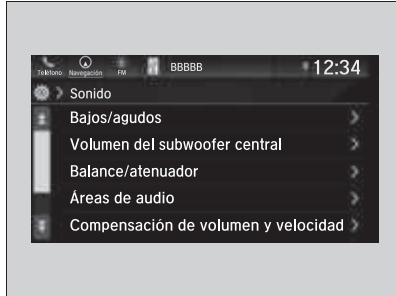 Teléfono Navegación FM BBBBB 12:34
Sonido
Bajos/agudos
Volumen del subwoofer central
Balance/atenuador
Áreas de audio
Compensación de volumen y velocidad